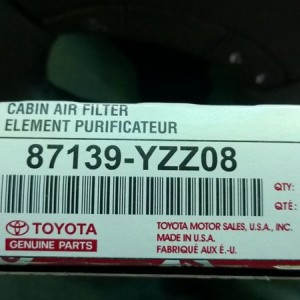 CABIN AIR FILTER
ELEMENT PURIFICATEUR
87139-YZZ08
QTY:
QTÉ:
TOYOTA
GENUINE PARTS
TOYOTA MOTOR SALES, U.S.A., INC.
MADE IN U.S.A.
FABRIQUÉ AUX É.-U.